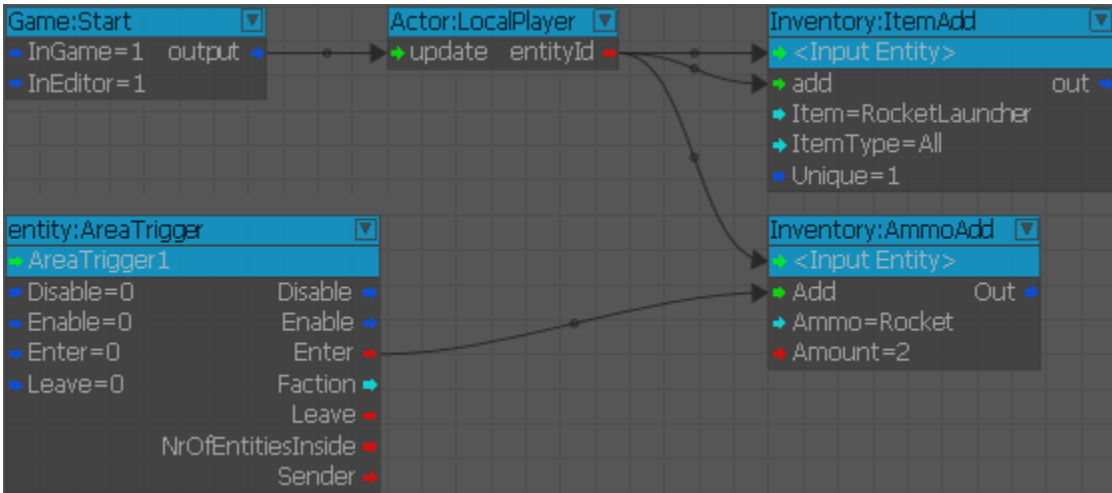 Game:Start
InGame=1 output
InEditor=1
Actor:LocalPlayer
update entityId
Inventory:ItemAdd
<Input Entity>
add out
Item=RocketLauncher
ItemType=All
Unique=1
entity:AreaTrigger
AreaTrigger1
Disable=0 Disable
Enable=0 Enable
Enter=0 Enter
Leave=0 Faction
Leave
NrOfEntitiesInside
Sender
Inventory:AmmoAdd
<Input Entity>
Add Out
Ammo=Rocket
Amount=2